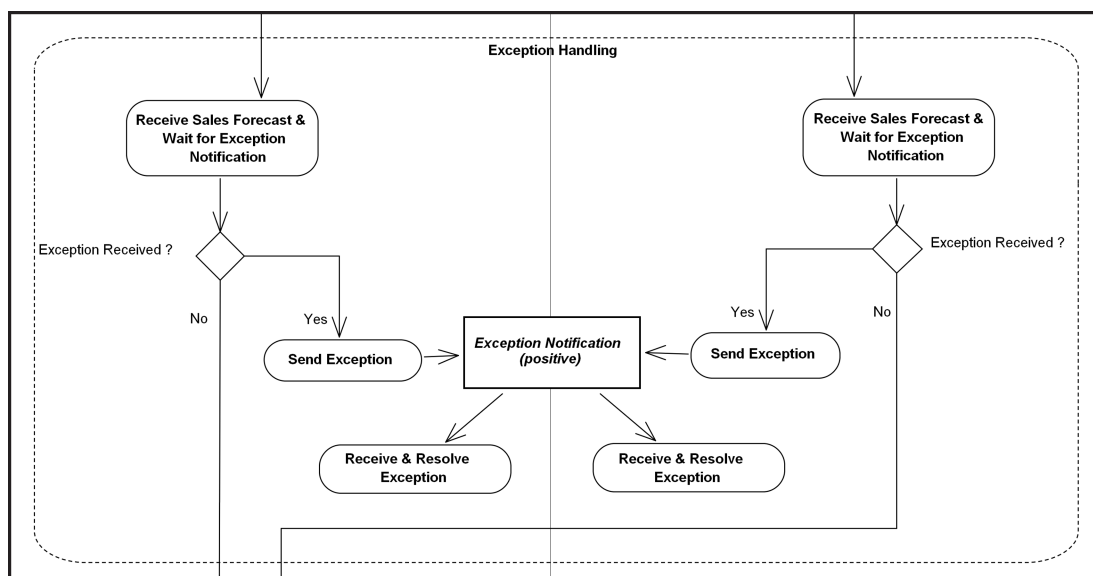 Exception Handling
Receive Sales Forecast &
Wait for Exception
Notification
Receive Sales Forecast &
Wait for Exception
Notification
Exception Received ?
Exception Received ?
No
Yes
Yes
No
Send Exception
Exception Notification
(positive)
Send Exception
Receive & Resolve
Exception
Receive & Resolve
Exception